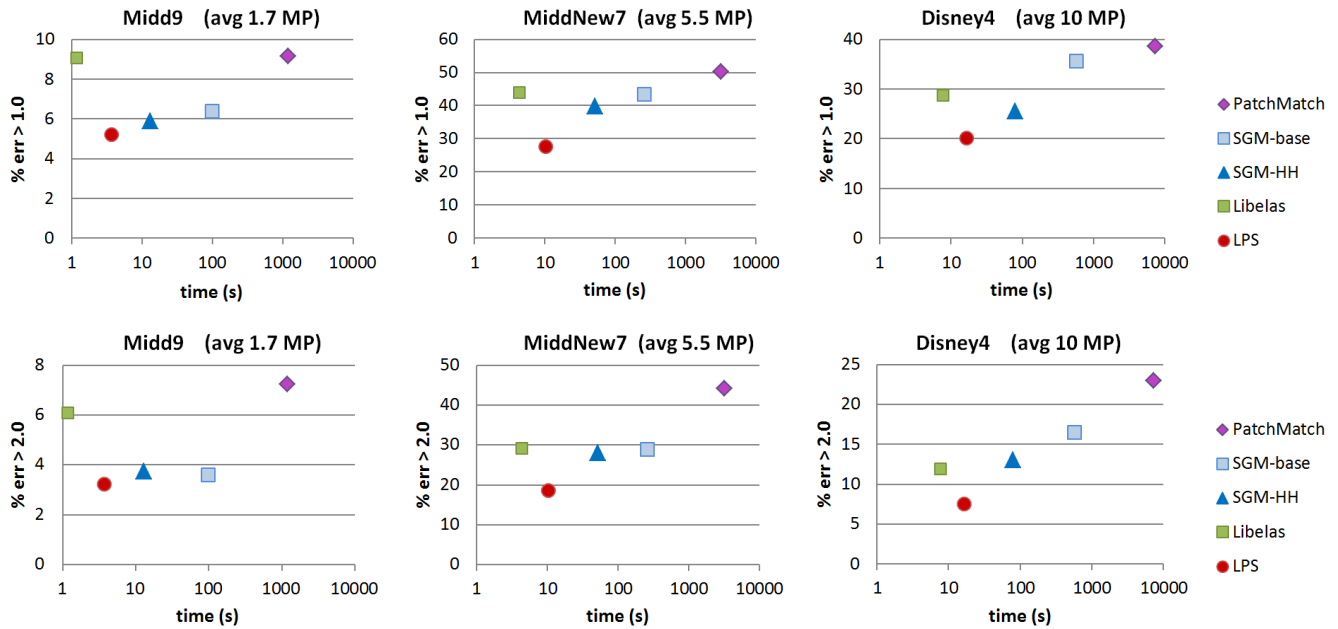 Midd9 (avg 1.7 MP)
% err > 1.0
10
8
6
4
2
0
1 10 100 1000 10000
time (s)
MiddNew7 (avg 5.5 MP)
% err > 1.0
60
50
40
30
20
10
0
1 10 100 1000 10000
time (s)
Disney4 (avg 10 MP)
% err > 1.0
40
30
20
10
0
1 10 100 1000 10000
time (s)
PatchMatch
SGM-base
SGM-HH
Libelas
LPS
Midd9 (avg 1.7 MP)
% err > 2.0
8
6
4
2
0
1 10 100 1000 10000
time (s)
MiddNew7 (avg 5.5 MP)
% err > 2.0
50
40
30
20
10
0
1 10 100 1000 10000
time (s)
Disney4 (avg 10 MP)
% err > 2.0
25
20
15
10
5
0
1 10 100 1000 10000
time (s)
PatchMatch
SGM-base
SGM-HH
Libelas
LPS